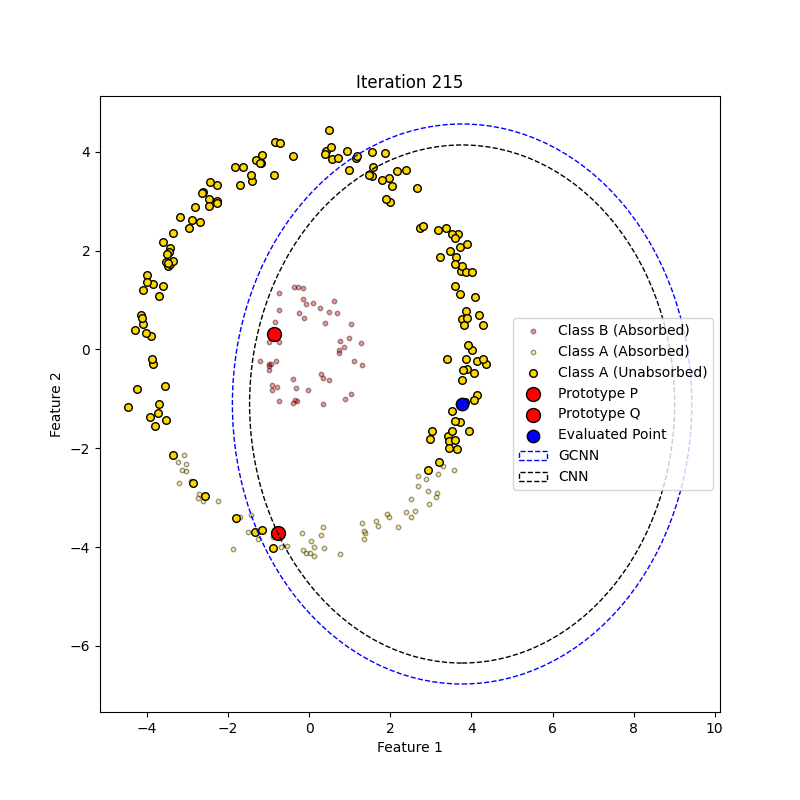 Iteration 215
Feature 2
4
2
0
−2
−4
−6
Class B (Absorbed)
Class A (Absorbed)
Class A (Unabsorbed)
Prototype P
Prototype Q
Evaluated Point
GCNN
CNN
−4 −2 0 2 4 6 8 10
Feature 1